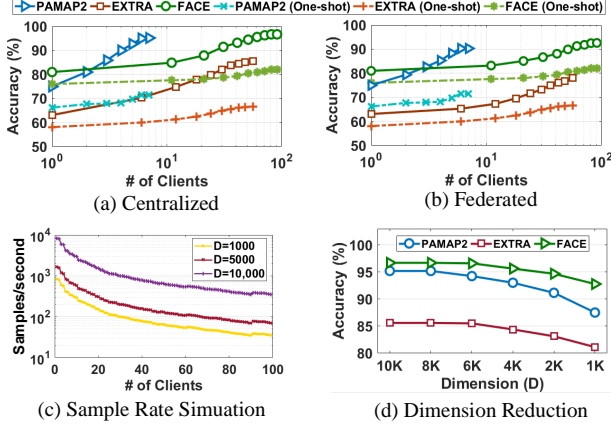 PAMAP2 EXTRA FACE PAMAP2 (One-shot) EXTRA (One-shot) FACE (One-shot)
Accuracy (%)
100
90
80
70
60
50
10^0 10^1 10^2
# of Clients
(a) Centralized
Accuracy (%)
100
90
80
70
60
50
10^0 10^1 10^2
# of Clients
(b) Federated
Samples/second
10^4
10^3
10^2
10^1
D=1000
D=5000
D=10,000
0 20 40 60 80 100
# of Clients
(c) Sample Rate Simuation
Accuracy (%)
PAMAP2 EXTRA FACE
100
95
90
85
80
10K 8K 6K 4K 2K 1K
Dimension (D)
(d) Dimension Reduction